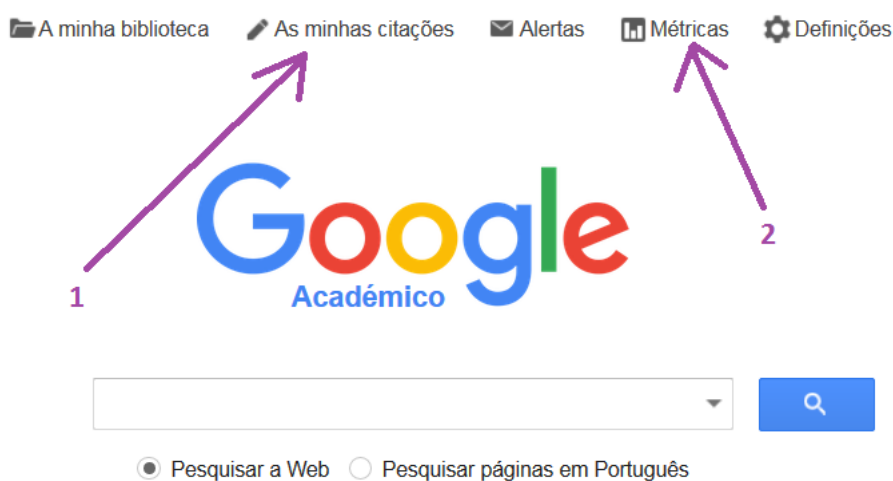 A minha biblioteca As minhas citações Alertas Métricas Definições
1
2
Google
Académico
Pesquisar a Web Pesquisar páginas em Português